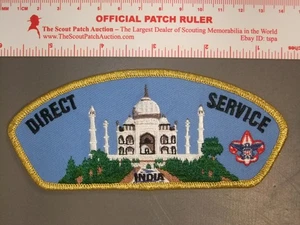 OFFICIAL PATCH RULER
The Scout Patch Auction - The Largest Dealer of Scouting Memorabilia in the World
www.TheScoutPatchAuction.com
Ebay ID: tspa
DIRECT SERVICE
INDIA